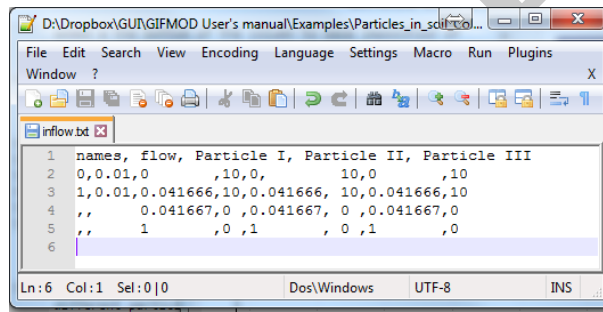 D:\Dropbox\GUI\GIFMOD User's manual\Examples\Particles_in_soil
File Edit Search View Encoding Language Settings Macro Run Plugins
Window ? X
inflow.txt
1 names, flow, Particle I, Particle II, Particle III
2 0,0.01,0 ,10,0, 10,0 ,10
3 1,0.01,0.041666,10,0.041666, 10,0.041666,10
4 ,, 0.041667,0 ,0.041667, 0 ,0.041667,0
5 ,, 1 ,0 ,1 , 0 ,1 ,0
6
Ln:6 Col:1 Sel:0|0 Dos\Windows UTF-8 INS